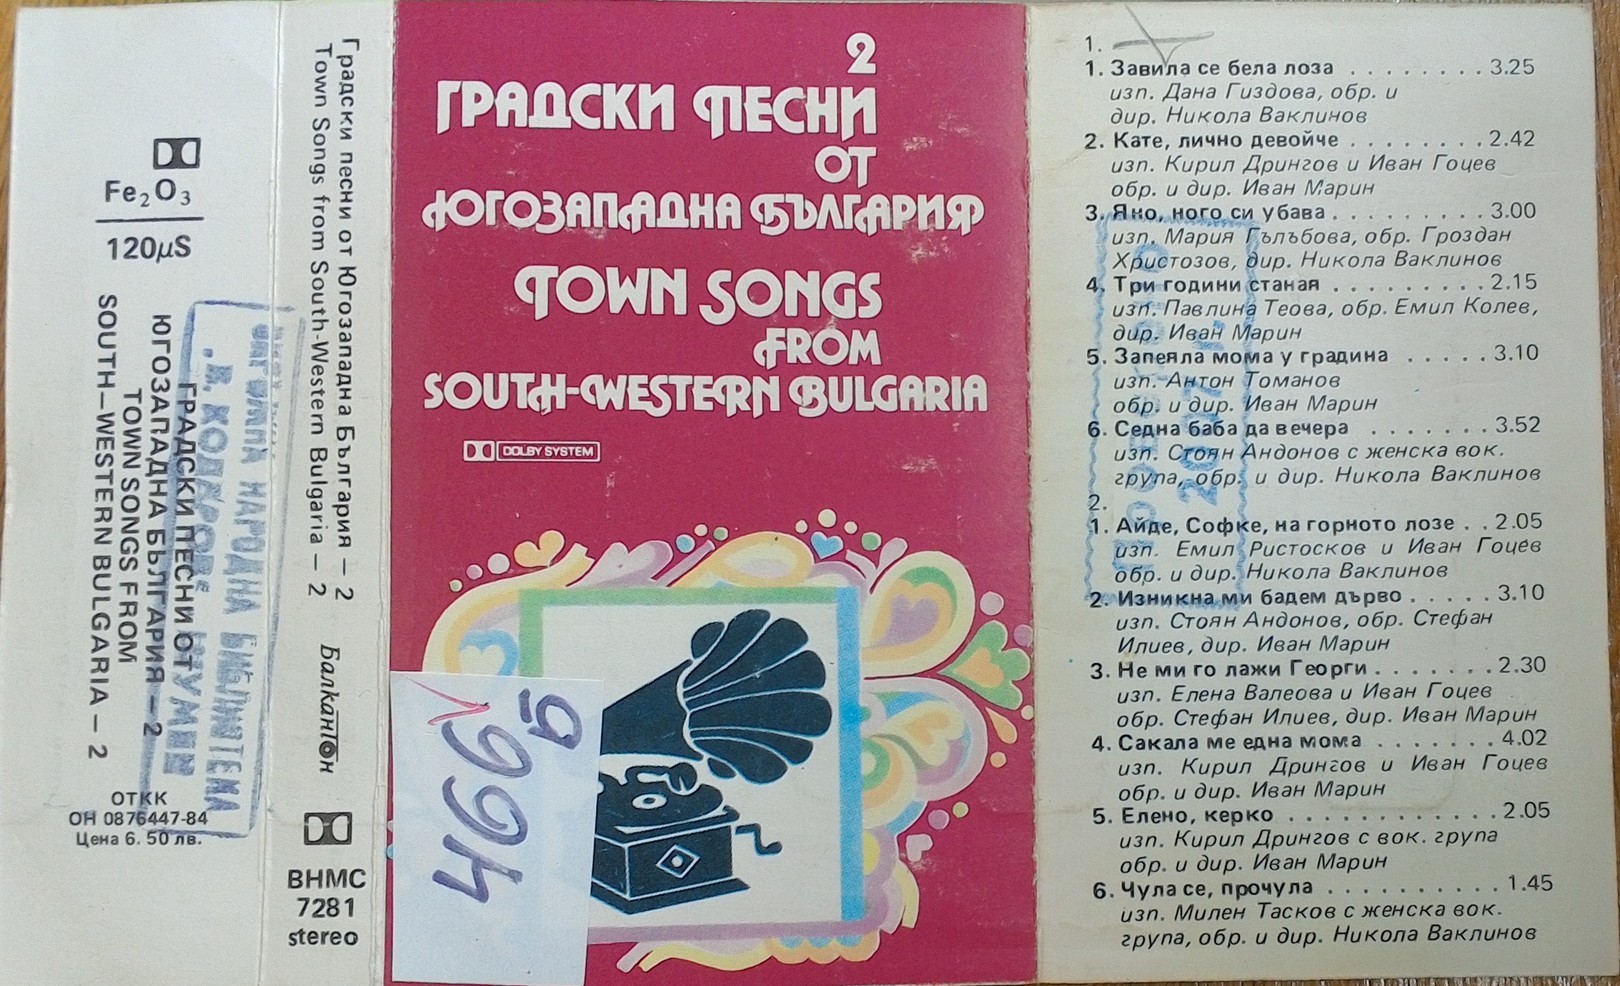 Fe₂O₃
120µS
ГРАДСКИ ПЕСНИ ОТ
ЮГОЗАПАДНА БЪЛГАРИЯ – 2
TOWN SONGS FROM
SOUTH–WESTERN BULGARIA – 2
НАРОДНА БИБЛИОТЕКА
ШУМЕН
ОТКК
ОН 0876447-84
Цена 6. 50 лв.
Градски песни от Югозападна България – 2
Town Songs from South-Western Bulgaria – 2
Балкантон
ВНМС
7281
stereo
2
ГРАДСКИ ПЕСНИ
ОТ
ЮГОЗАПАДНА БЪЛГАРИЯ
TOWN SONGS
FROM
SOUTH-WESTERN BULGARIA
DOLBY SYSTEM
1.
1. Завила се бела лоза . . . . . . . . 3.25
изп. Дана Гиздова, обр. и
дир. Никола Ваклинов
2. Кате, лично девойче . . . . . . . . 2.42
изп. Кирил Дрингов и Иван Гоцев
обр. и дир. Иван Марин
3. Яно, ного си убава . . . . . . . . . 3.00
изп. Мария Гълъбова, обр. Гроздан
Христозов, дир. Никола Ваклинов
4. Три години станая . . . . . . . . . 2.15
изп. Павлина Теова, обр. Емил Колев,
дир. Иван Марин
5. Запеяла мома у градина . . . . . 3.10
изп. Антон Томанов
обр. и дир. Иван Марин
6. Седна баба да вечера . . . . . . . 3.52
изп. Стоян Андонов с женска вок.
група, обр. и дир. Никола Ваклинов
2.
1. Айде, Софке, на горното лозе . . 2.05
изп. Емил Ристосков и Иван Гоцев
обр. и дир. Никола Ваклинов
2. Изникна ми бадем дърво . . . . . 3.10
изп. Стоян Андонов, обр. Стефан
Илиев, дир. Иван Марин
3. Не ми го лажи Георги . . . . . . . 2.30
изп. Елена Валеова и Иван Гоцев
обр. Стефан Илиев, дир. Иван Марин
4. Сакала ме една мома . . . . . . . 4.02
изп. Кирил Дрингов и Иван Гоцев
обр. и дир. Иван Марин
5. Елено, керко . . . . . . . . . . . . 2.05
изп. Кирил Дрингов с вок. група
обр. и дир. Иван Марин
6. Чула се, прочула . . . . . . . . . . 1.45
изп. Милен Тасков с женска вок.
група, обр. и дир. Никола Ваклинов